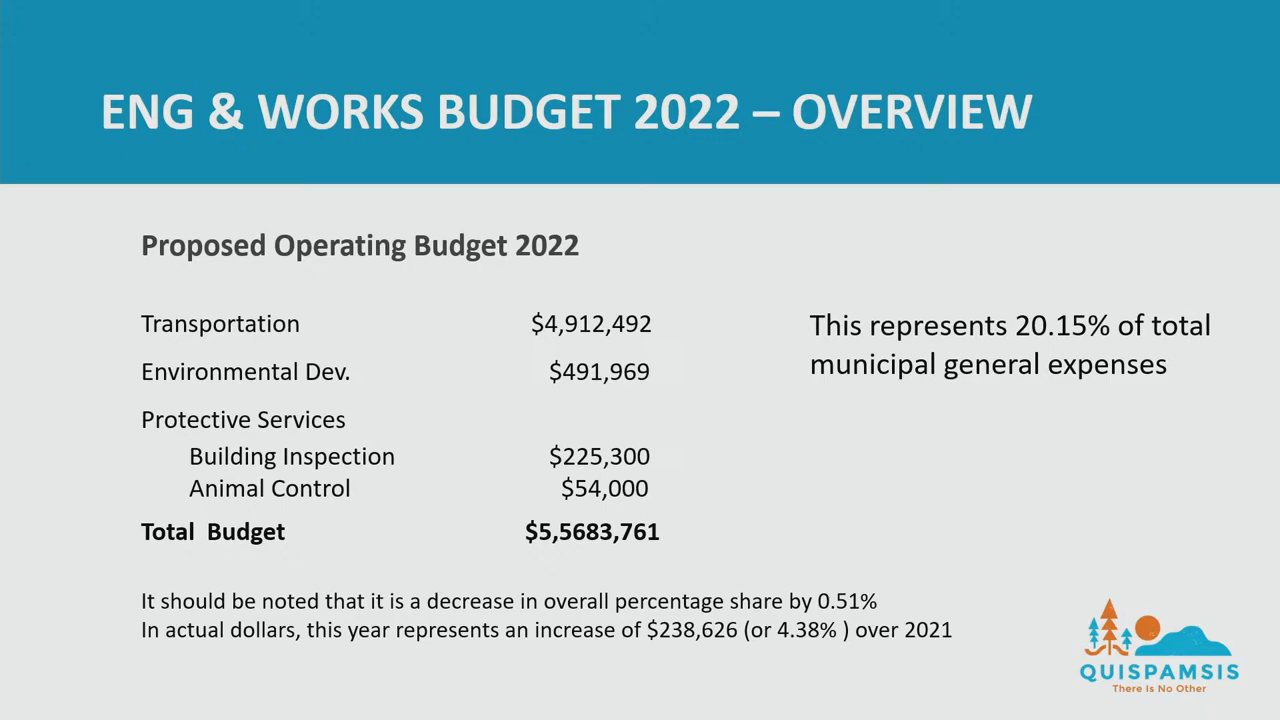 ENG & WORKS BUDGET 2022 – OVERVIEW
Proposed Operating Budget 2022
Transportation $4,912,492
Environmental Dev. $491,969
Protective Services
Building Inspection $225,300
Animal Control $54,000
Total Budget $5,5683,761
This represents 20.15% of total
municipal general expenses
It should be noted that it is a decrease in overall percentage share by 0.51%
In actual dollars, this year represents an increase of $238,626 (or 4.38% ) over 2021
QUISPAMSIS
There Is No Other